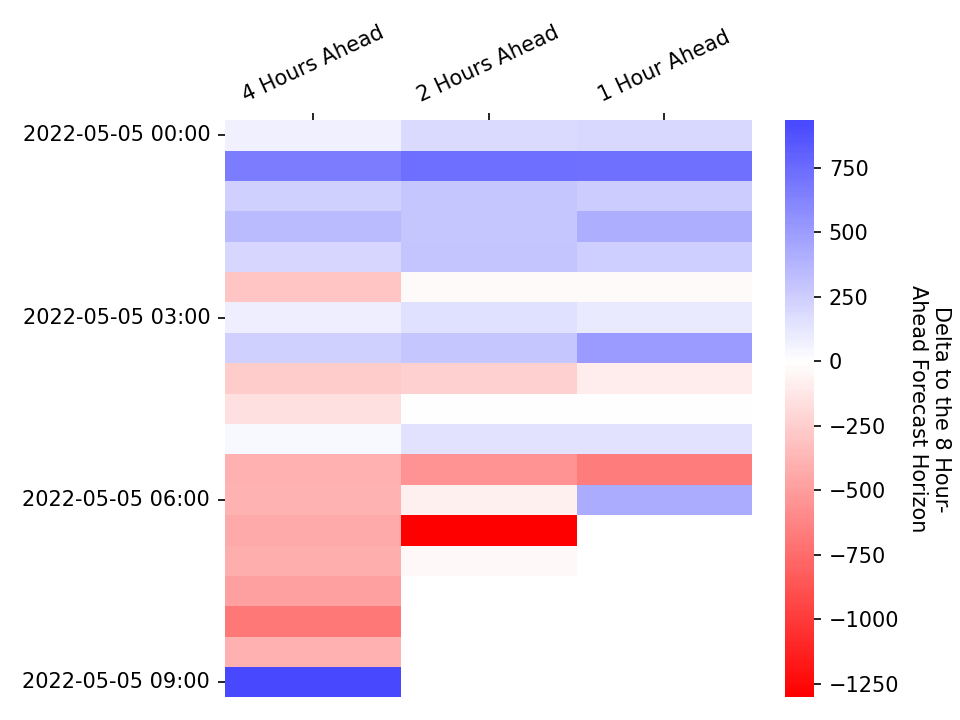 4 Hours Ahead
2 Hours Ahead
1 Hour Ahead
2022-05-05 00:00
2022-05-05 03:00
2022-05-05 06:00
2022-05-05 09:00
750
500
250
0
−250
−500
−750
−1000
−1250
Delta to the 8 Hour-
Ahead Forecast Horizon